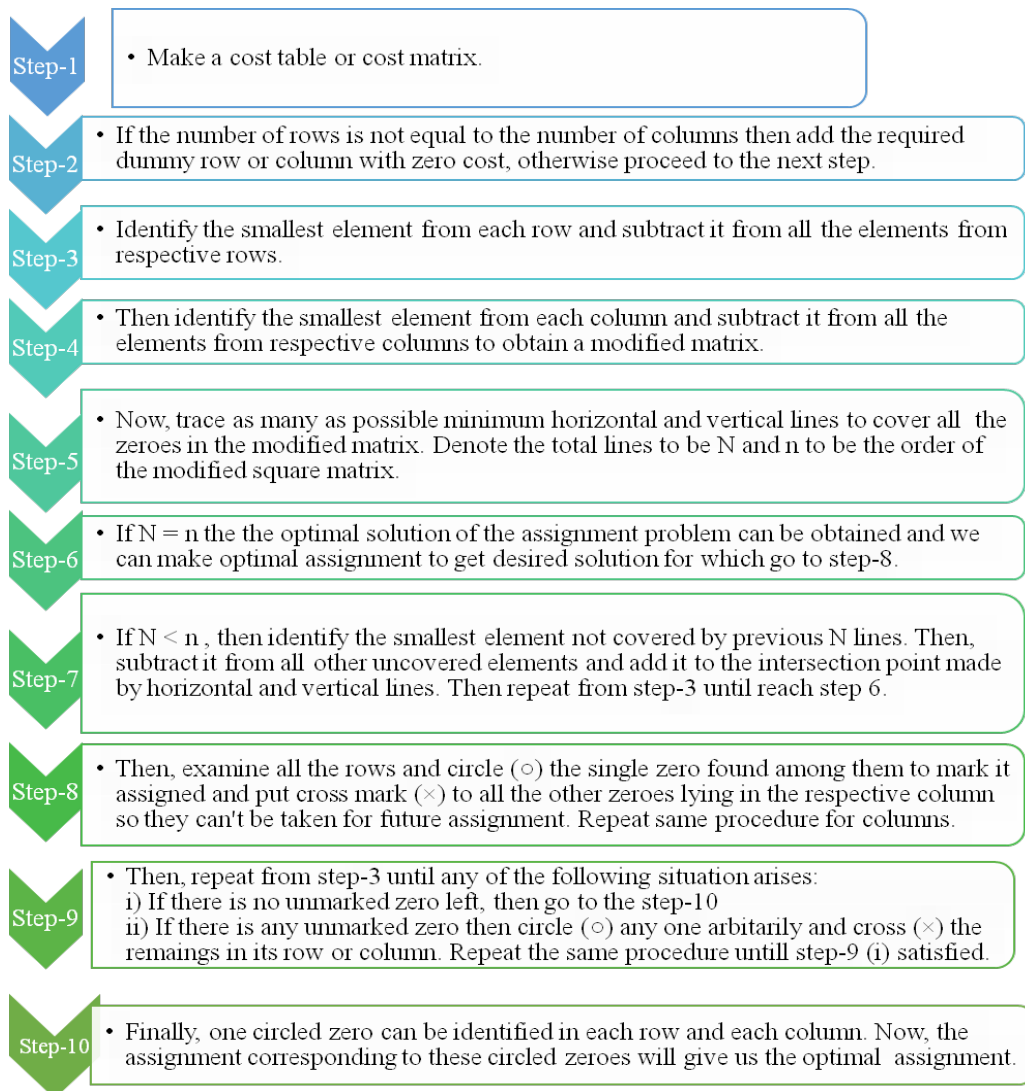 Step-1
• Make a cost table or cost matrix.
Step-2
• If the number of rows is not equal to the number of columns then add the required
dummy row or column with zero cost, otherwise proceed to the next step.
Step-3
• Identify the smallest element from each row and subtract it from all the elements from
respective rows.
Step-4
• Then identify the smallest element from each column and subtract it from all the
elements from respective columns to obtain a modified matrix.
Step-5
• Now, trace as many as possible minimum horizontal and vertical lines to cover all the
zeroes in the modified matrix. Denote the total lines to be N and n to be the order of
the modified square matrix.
Step-6
• If N = n the the optimal solution of the assignment problem can be obtained and we
can make optimal assignment to get desired solution for which go to step-8.
Step-7
• If N < n , then identify the smallest element not covered by previous N lines. Then,
subtract it from all other uncovered elements and add it to the intersection point made
by horizontal and vertical lines. Then repeat from step-3 until reach step 6.
Step-8
• Then, examine all the rows and circle (○) the single zero found among them to mark it
assigned and put cross mark (×) to all the other zeroes lying in the respective column
so they can't be taken for future assignment. Repeat same procedure for columns.
Step-9
• Then, repeat from step-3 until any of the following situation arises:
i) If there is no unmarked zero left, then go to the step-10
ii) If there is any unmarked zero then circle (○) any one arbitarily and cross (×) the
remaings in its row or column. Repeat the same procedure untill step-9 (i) satisfied.
Step-10
• Finally, one circled zero can be identified in each row and each column. Now, the
assignment corresponding to these circled zeroes will give us the optimal assignment.